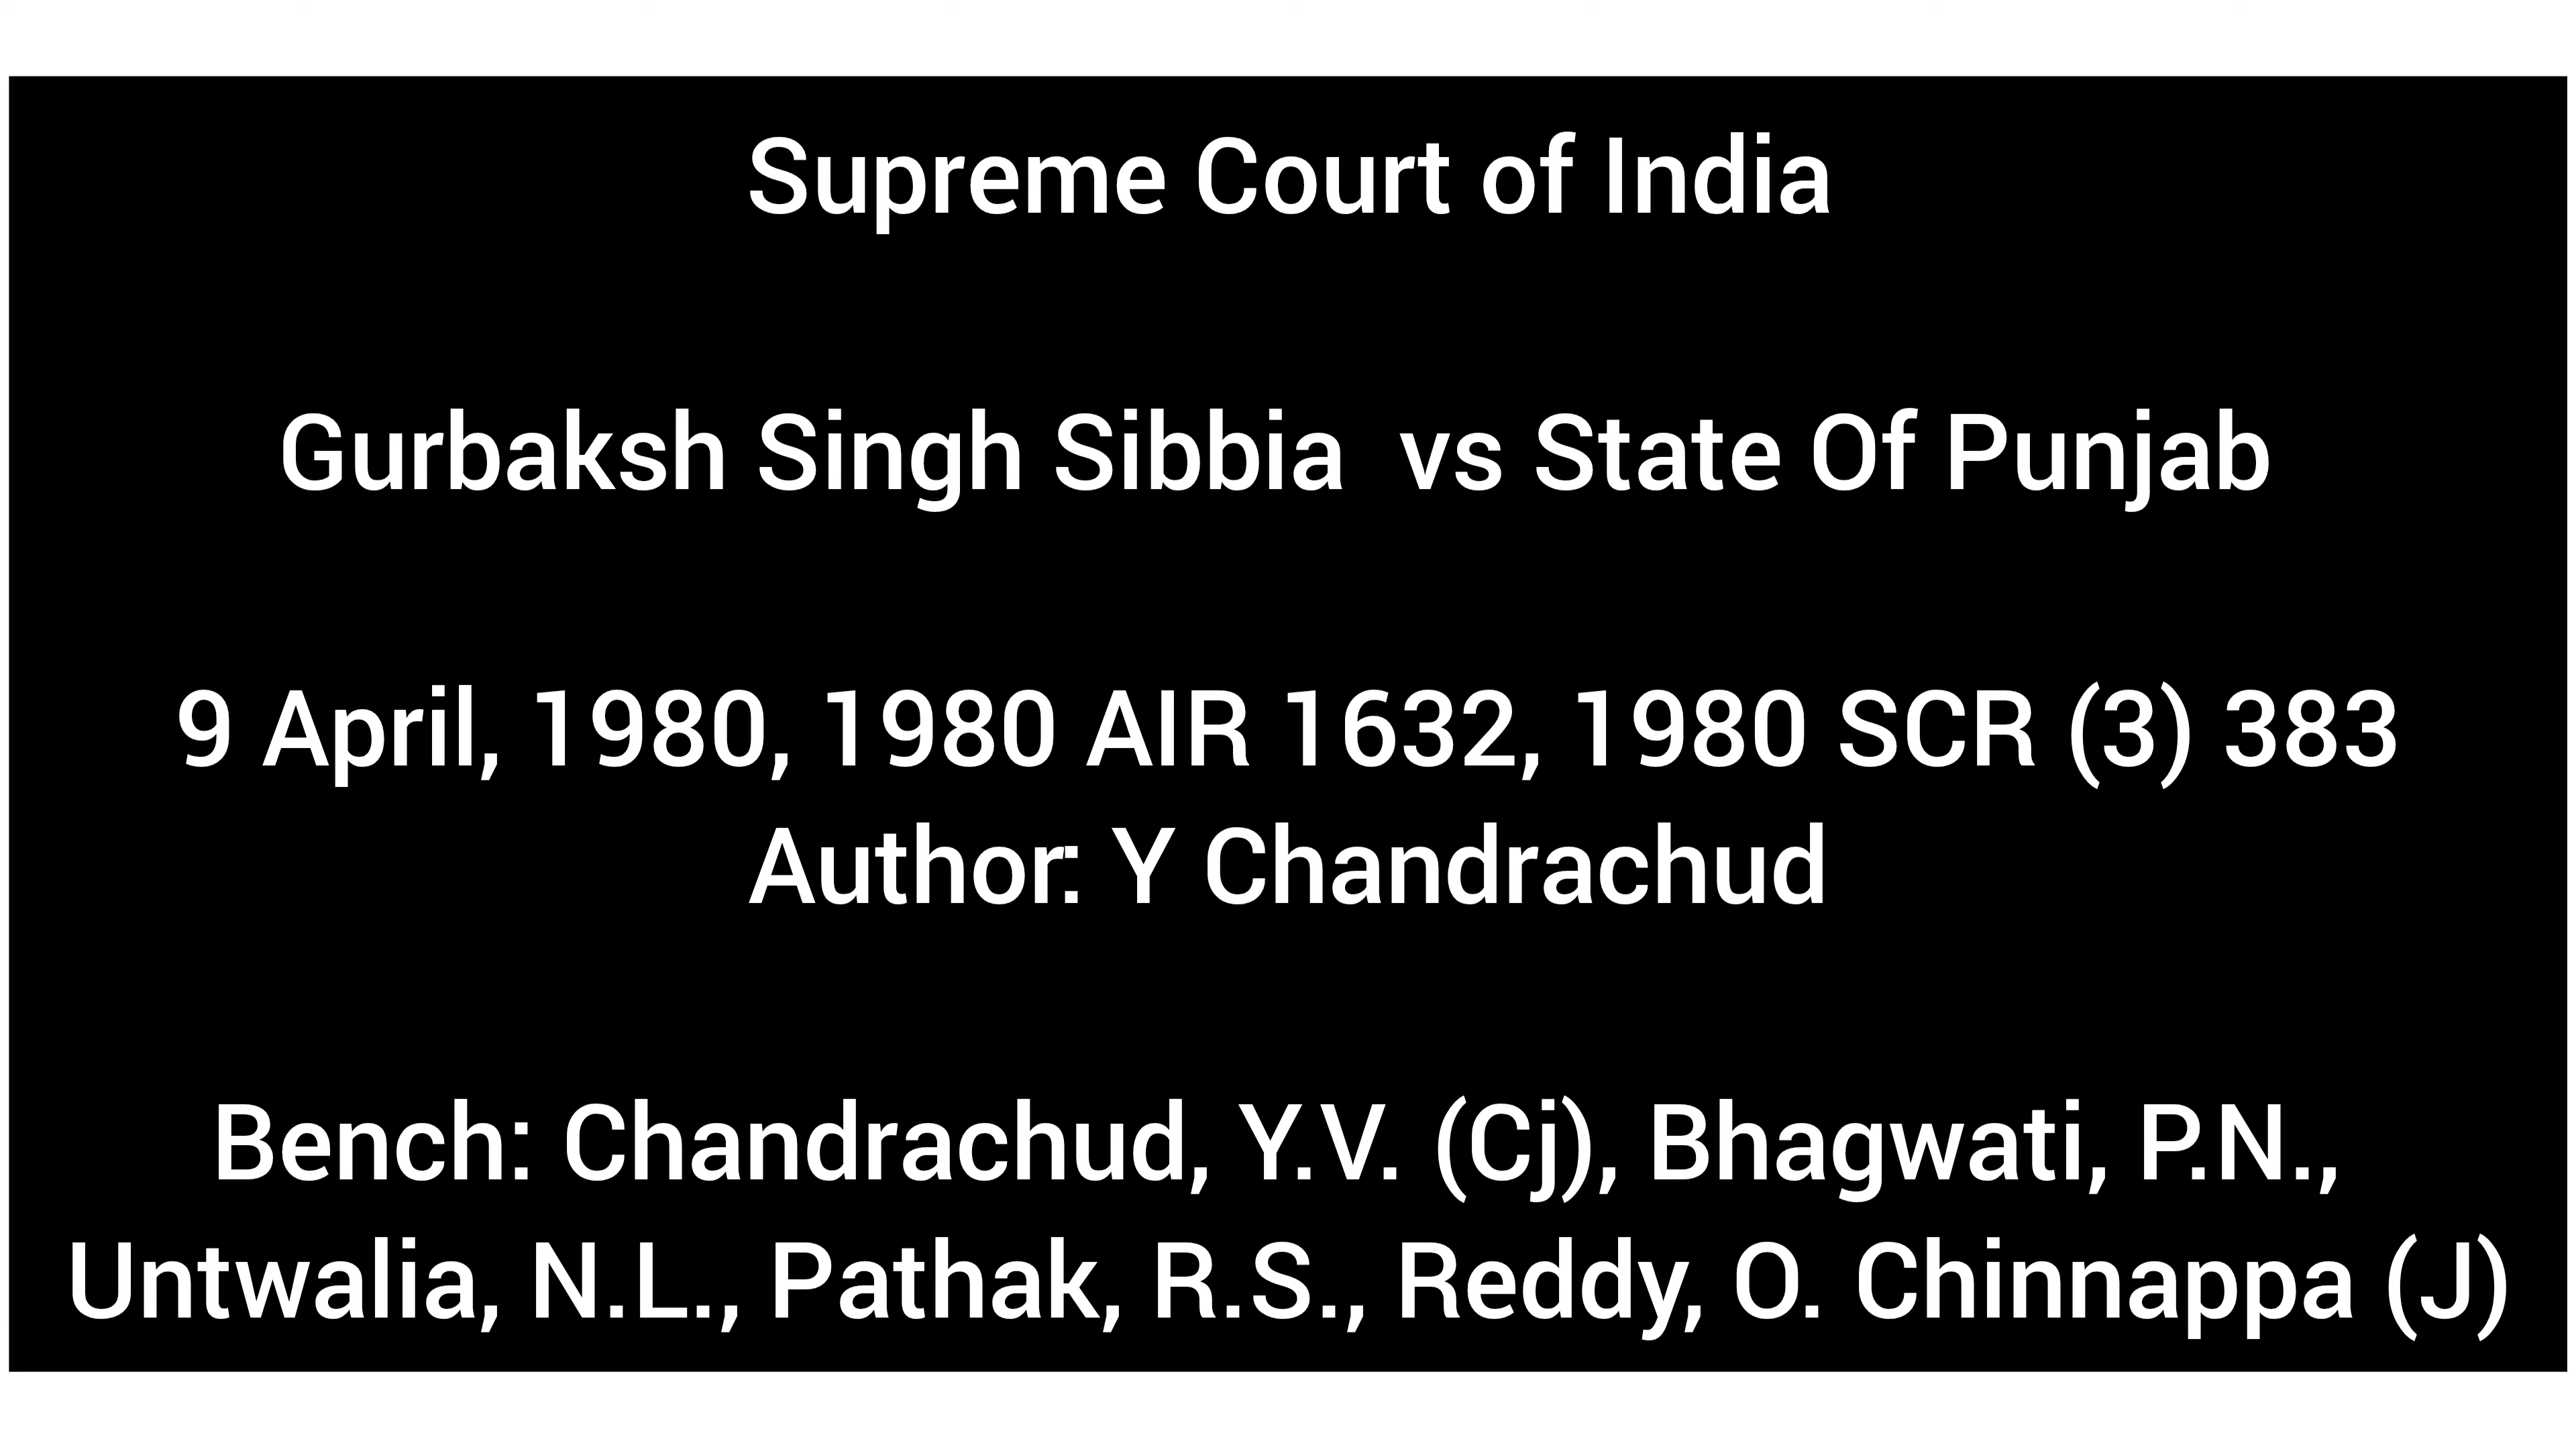 Supreme Court of India
Gurbaksh Singh Sibbia  vs State Of Punjab
9 April, 1980, 1980 AIR 1632, 1980 SCR (3) 383
Author: Y Chandrachud
Bench: Chandrachud, Y.V. (Cj), Bhagwati, P.N.,
Untwalia, N.L., Pathak, R.S., Reddy, O. Chinnappa (J)